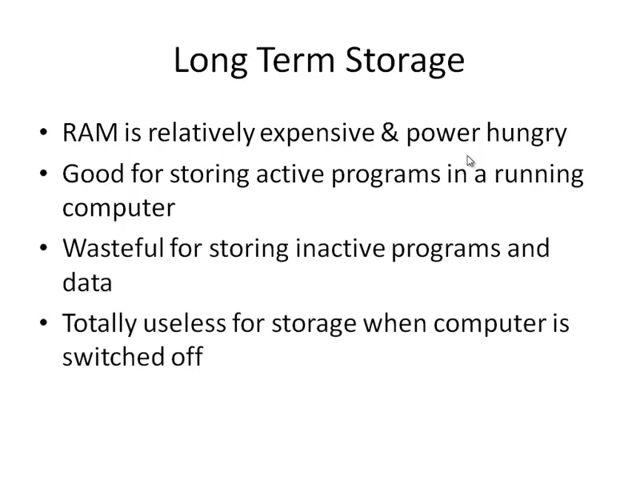 Long Term Storage
• RAM is relatively expensive & power hungry
• Good for storing active programs in a running
computer
• Wasteful for storing inactive programs and
data
• Totally useless for storage when computer is
switched off